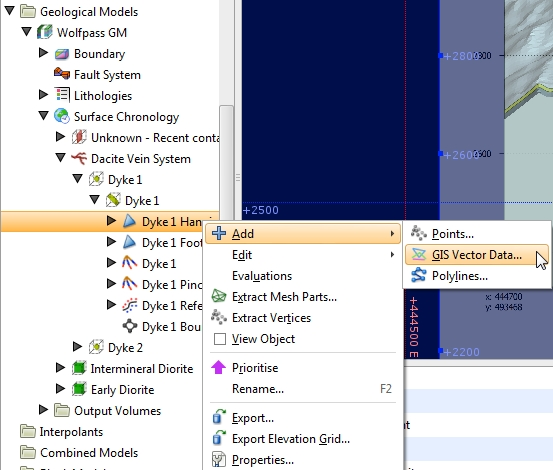 Geological Models
Wolfpass GM
Boundary
Fault System
Lithologies
Surface Chronology
Unknown - Recent conta
Dacite Vein System
Dyke 1
Dyke 1
Dyke 1
Dyke 1 Foot
Dyke 1
Dyke 1 Pinc
Dyke 1 Refe
Dyke 1 Bou
Dyke 2
Intermineral Diorite
Early Diorite
Output Volumes
Interpolants
Combined Models
Add
Edit
Evaluations
Extract Mesh Parts...
Extract Vertices
View Object
Prioritise
Rename... F2
Export...
Export Elevation Grid...
Properties...
Points...
GIS Vector Data...
Polylines...
+2800
+2600
2600
+2500
+2200
+444500 E
x: 444700
y: 493468